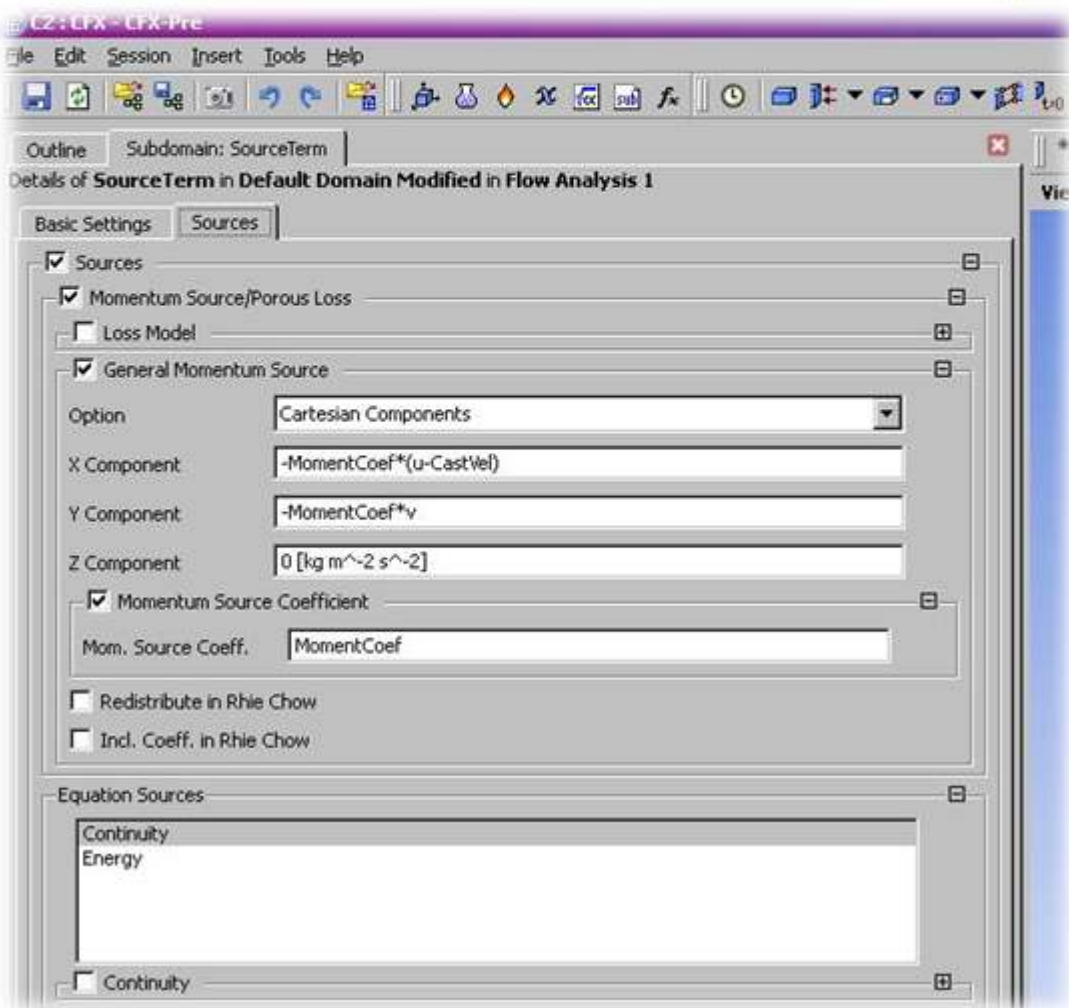 C2 : CFX - CFX-Pre
File Edit Session Insert Tools Help
Outline Subdomain: SourceTerm
Details of SourceTerm in Default Domain Modified in Flow Analysis 1
Basic Settings Sources
Sources
Momentum Source/Porous Loss
Loss Model
General Momentum Source
Option Cartesian Components
X Component -MomentCoef*(u-CastVel)
Y Component -MomentCoef*v
Z Component 0 [kg m^-2 s^-2]
Momentum Source Coefficient
Mom. Source Coeff. MomentCoef
Redistribute in Rhie Chow
Incl. Coeff. in Rhie Chow
Equation Sources
Continuity
Energy
Continuity